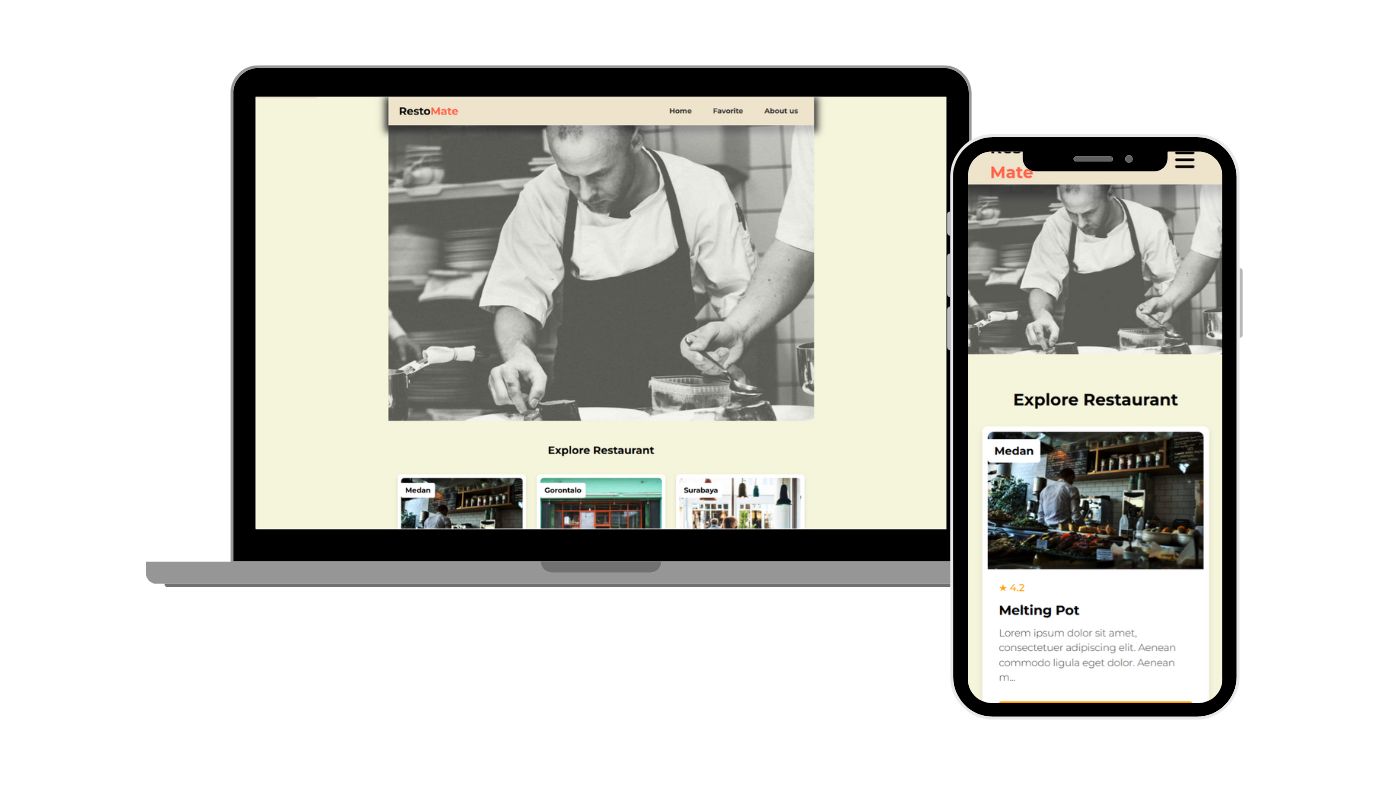 RestoMate
Home Favorite About us
Explore Restaurant
Medan
Gorontalo
Surabaya
Mate
Explore Restaurant
Medan
★ 4.2
Melting Pot
Lorem ipsum dolor sit amet,
consectetuer adipiscing elit. Aenean
commodo ligula eget dolor. Aenean
m...